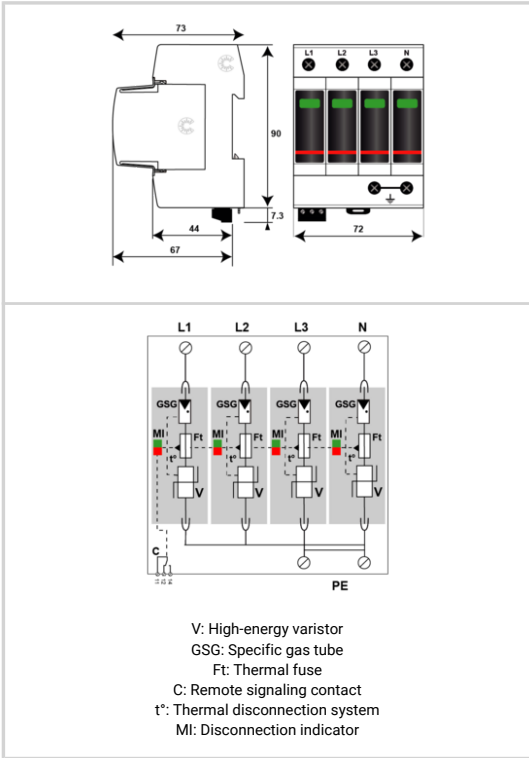 73
L1 L2 L3 N
90
44
7.3
67
72
L1 L2 L3 N
GSG GSG GSG GSG
MI Ft MI Ft MI Ft MI Ft
t° t° t° t°
V V V V
C
PE
V: High-energy varistor
GSG: Specific gas tube
Ft: Thermal fuse
C: Remote signaling contact
t°: Thermal disconnection system
MI: Disconnection indicator